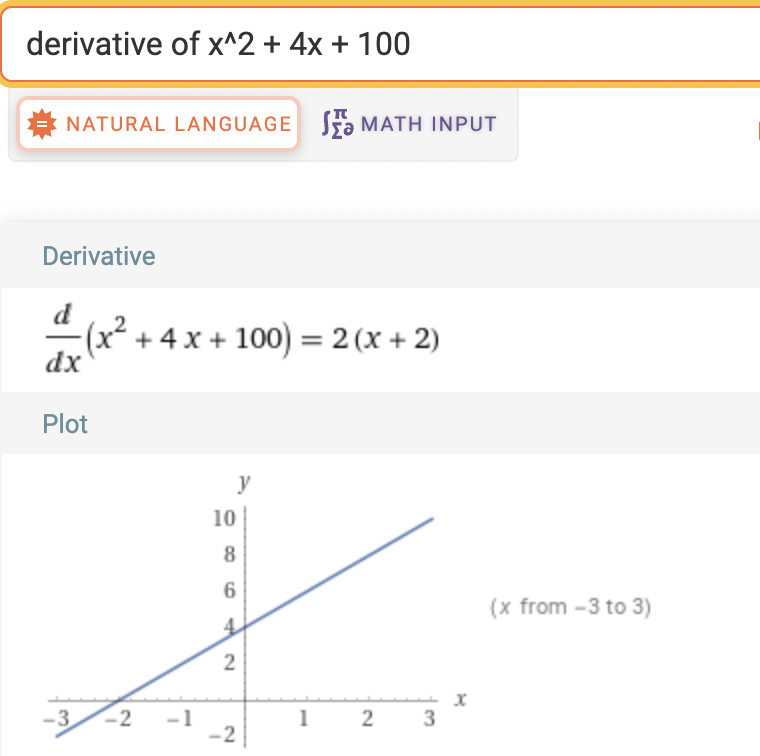 derivative of x^2 + 4x + 100
NATURAL LANGUAGE
∫π Σ∂ MATH INPUT
Derivative
d/dx (x² + 4 x + 100) = 2 (x + 2)
Plot
y
10
8
6
4
2
-3 -2 -1 1 2 3 x
-2
(x from −3 to 3)